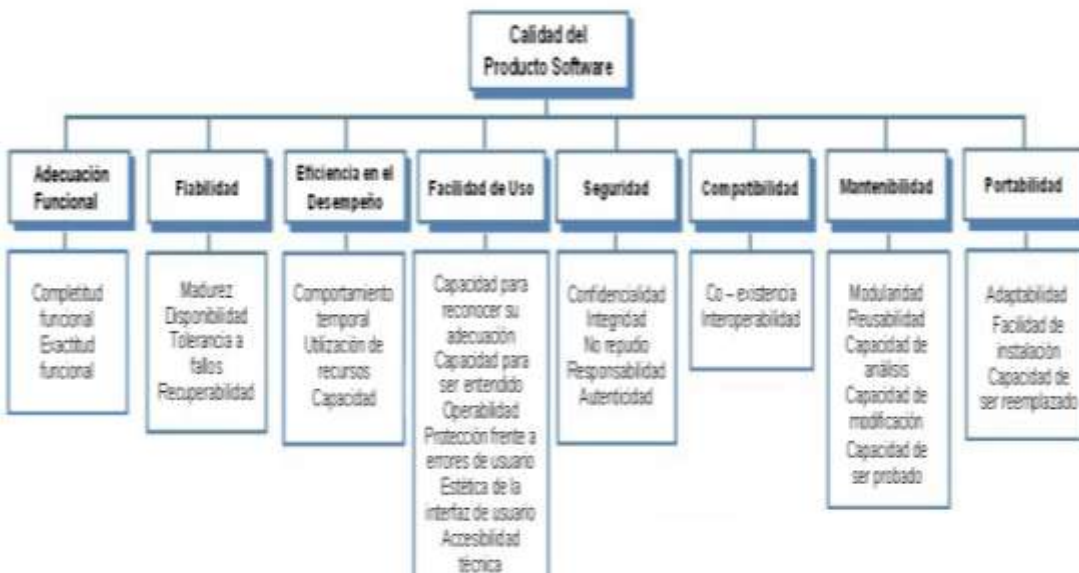 Calidad del
Producto Software
Adecuación
Funcional
Fiabilidad
Eficiencia en el
Desempeño
Facilidad de Uso
Seguridad
Compatibilidad
Mantenibilidad
Portabilidad
Completitud
funcional
Exactitud
funcional
Madurez
Disponibilidad
Tolerancia a
fallos
Recuperabilidad
Comportamiento
temporal
Utilización de
recursos
Capacidad
Capacidad para
reconocer su
adecuación
Capacidad para
ser entendido
Operabilidad
Protección frente a
errores de usuario
Estética de la
interfaz de usuario
Accesibilidad
técnica
Confidencialidad
Integridad
No repudio
Responsabilidad
Autenticidad
Co – existencia
Interoperabilidad
Modularidad
Reusabilidad
Capacidad de
análisis
Capacidad de
modificación
Capacidad de
ser probado
Adaptabilidad
Facilidad de
instalación
Capacidad de
ser reemplazado